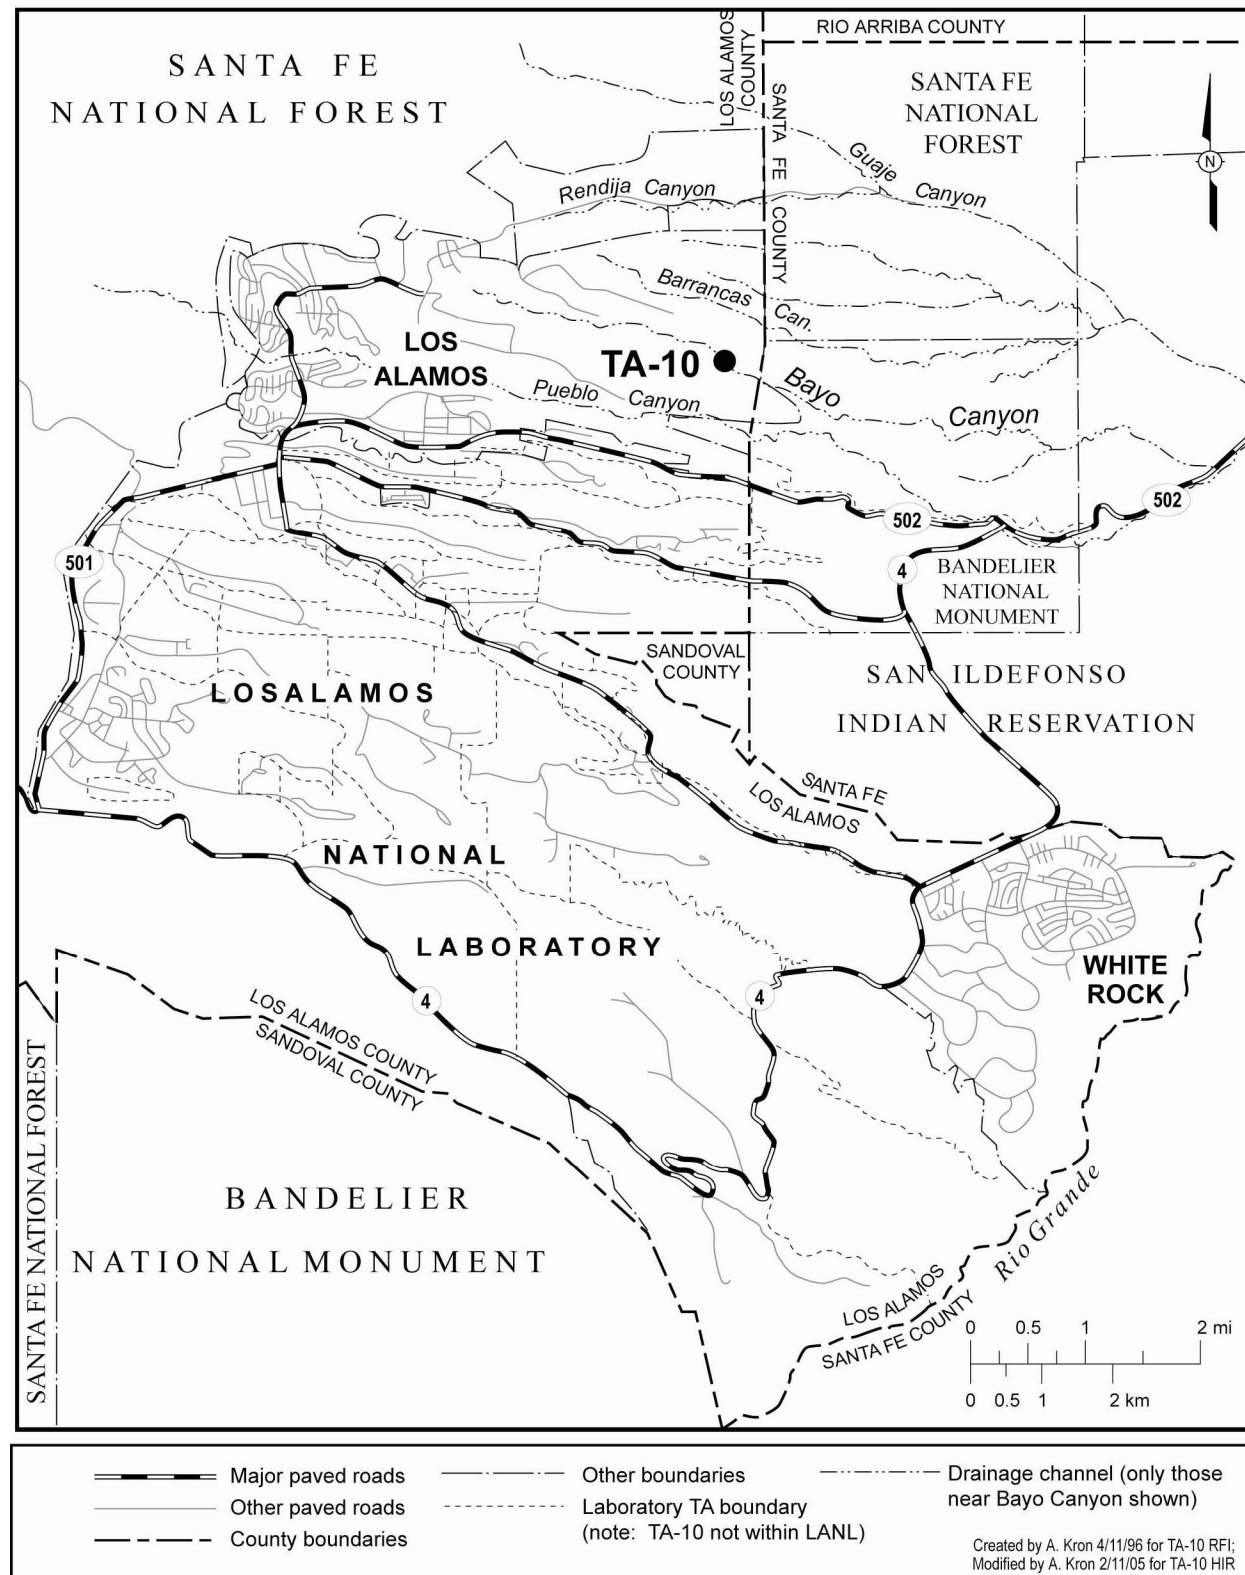 RIO ARRIBA COUNTY
LOS ALAMOS
COUNTY
SANTA FE COUNTY
SANTA FE
NATIONAL FOREST
SANTA FE
NATIONAL
FOREST
N
Guaje Canyon
Rendija Canyon
Barrancas Can.
LOS
ALAMOS
TA-10
Pueblo Canyon
Bayo Canyon
502
502
501
4
BANDELIER
NATIONAL
MONUMENT
SANDOVAL
COUNTY
SAN ILDEFONSO
INDIAN RESERVATION
LOSALAMOS
SANTA FE
LOS ALAMOS
NATIONAL
LABORATORY
WHITE
ROCK
4
4
LOS ALAMOS COUNTY
SANDOVAL COUNTY
SANTA FE NATIONAL FOREST
BANDELIER
NATIONAL MONUMENT
Rio Grande
LOS ALAMOS
SANTA FE COUNTY
0 0.5 1 2 mi
0 0.5 1 2 km
Major paved roads
Other paved roads
County boundaries
Other boundaries
Laboratory TA boundary
(note: TA-10 not within LANL)
Drainage channel (only those
near Bayo Canyon shown)
Created by A. Kron 4/11/96 for TA-10 RFI;
Modified by A. Kron 2/11/05 for TA-10 HIR